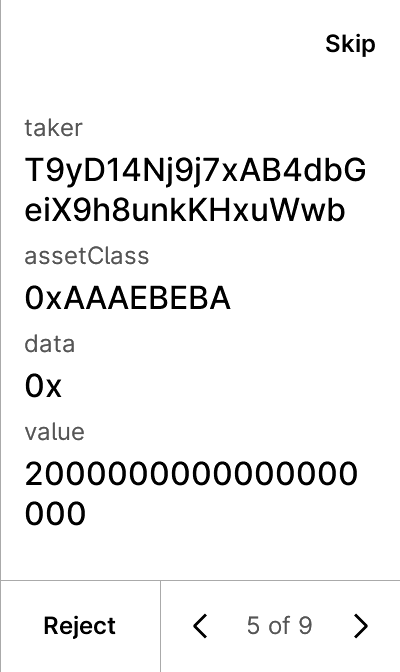 Skip
taker
T9yD14Nj9j7xAB4dbG
eiX9h8unkKHxuWwb
assetClass
0xAAAEBEBA
data
0x
value
2000000000000000
000
Reject
5 of 9